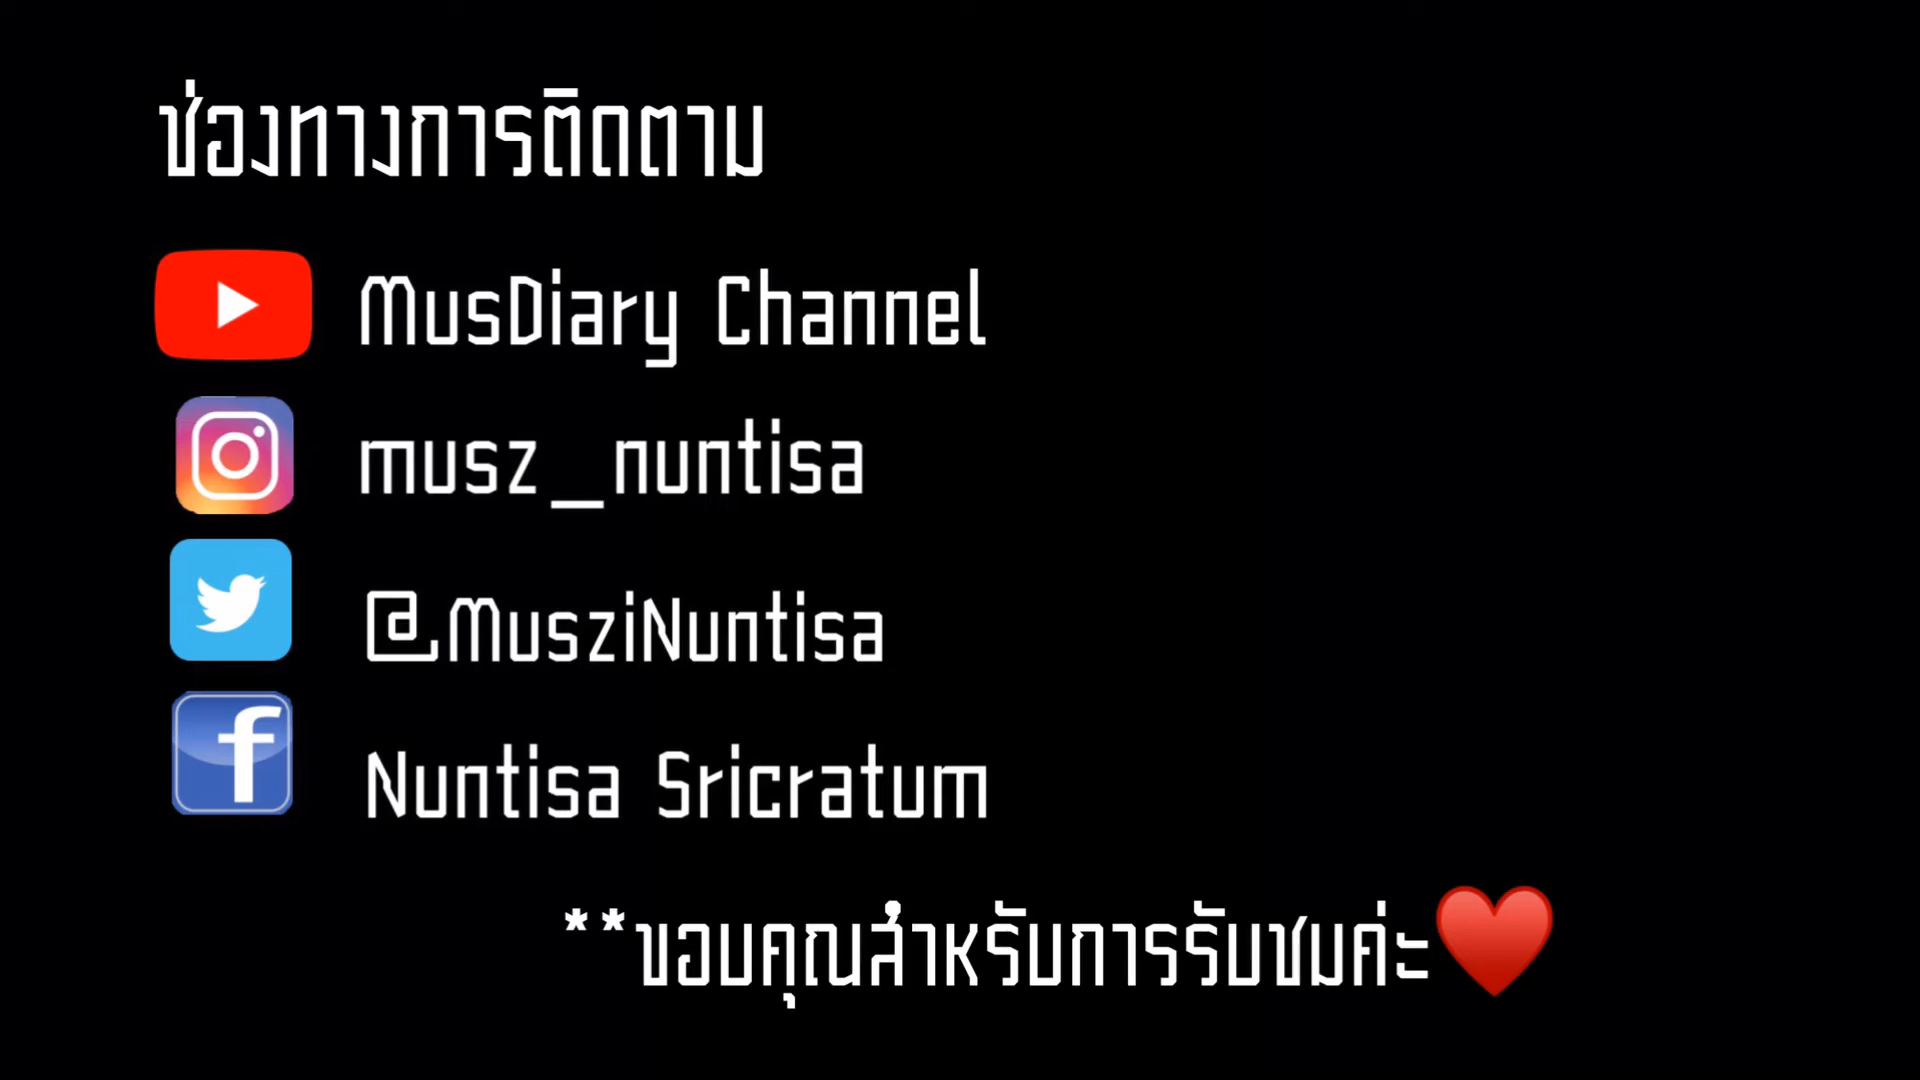 ช่องทางการติดตาม
MusDiary Channel
musz_nuntisa
@MusziNuntisa
Nuntisa Sricratum
**ขอบคุณสำหรับการรับชมค่ะ❤️